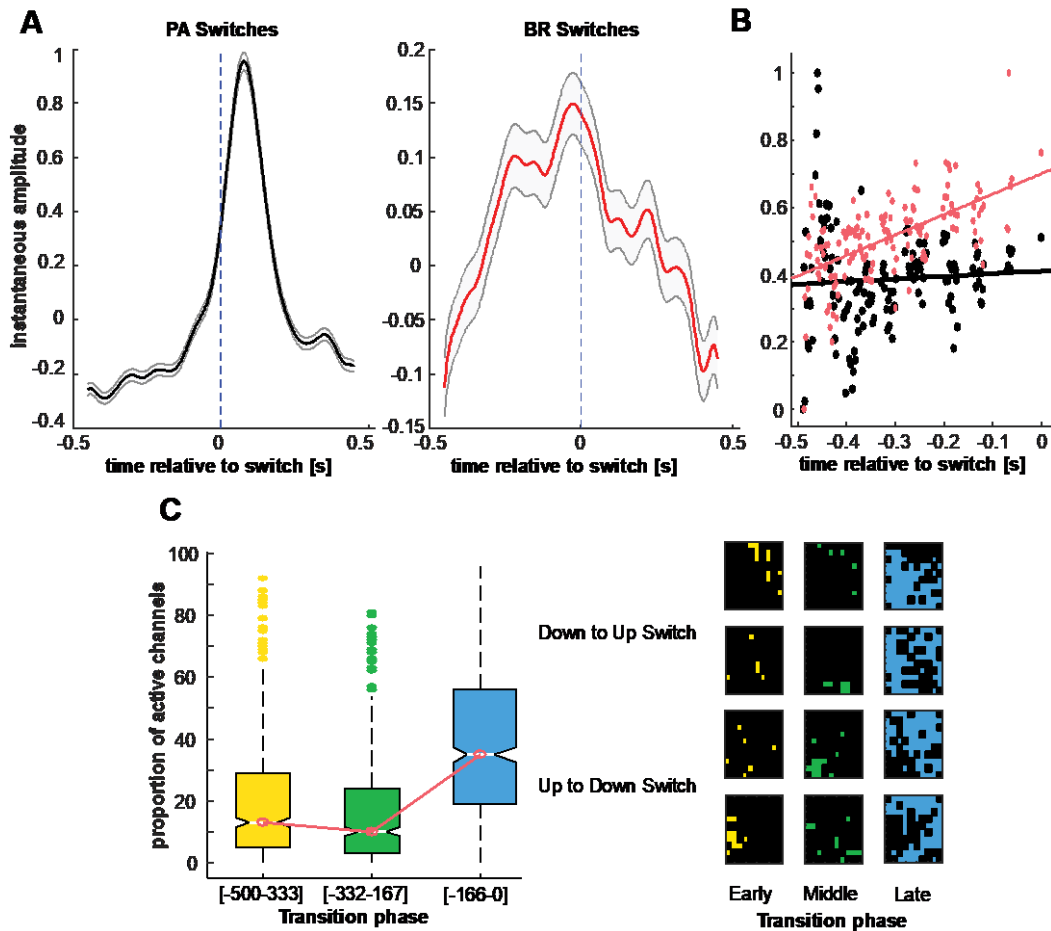 A
PA Switches
BR Switches
B
instantaneous amplitude
1
0.8
0.6
0.4
0.2
0
-0.2
-0.4
-0.5
0
0.5
time relative to switch [s]
0.2
0.15
0.1
0.05
0
-0.05
-0.1
-0.15
-0.5
0
0.5
time relative to switch [s]
1
0.8
0.6
0.4
0.2
0
-0.5 -0.4 -0.3 -0.2 -0.1 0
time relative to switch [s]
C
proportion of active channels
100
80
60
40
20
0
[-500-333] [-332-167] [-166-0]
Transition phase
Down to Up Switch
Up to Down Switch
Early Middle Late
Transition phase